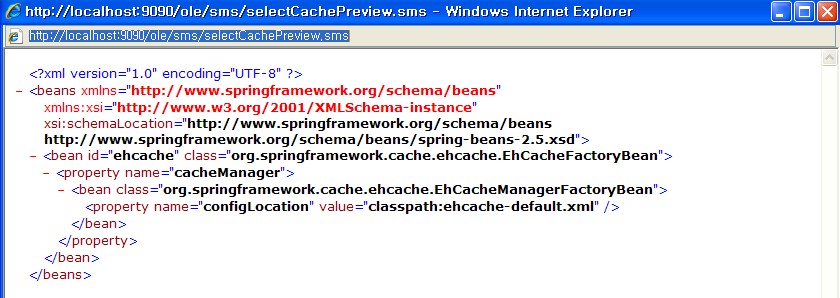 http://localhost:9090/ole/sms/selectCachePreview.sms - Windows Internet Explorer
http://localhost:9090/ole/sms/selectCachePreview.sms
<?xml version="1.0" encoding="UTF-8" ?>
- <beans xmlns="http://www.springframework.org/schema/beans"
xmlns:xsi="http://www.w3.org/2001/XMLSchema-instance"
xsi:schemaLocation="http://www.springframework.org/schema/beans
http://www.springframework.org/schema/beans/spring-beans-2.5.xsd">
- <bean id="ehcache" class="org.springframework.cache.ehcache.EhCacheFactoryBean">
- <property name="cacheManager">
- <bean class="org.springframework.cache.ehcache.EhCacheManagerFactoryBean">
<property name="configLocation" value="classpath:ehcache-default.xml" />
</bean>
</property>
</bean>
</beans>